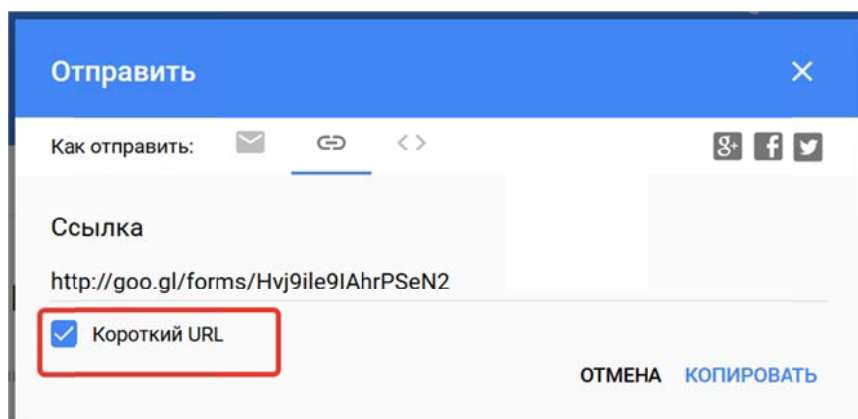 Отправить
Как отправить:
Ссылка
http://goo.gl/forms/Hvj9ile9IAhrPSeN2
Короткий URL
ОТМЕНА КОПИРОВАТЬ